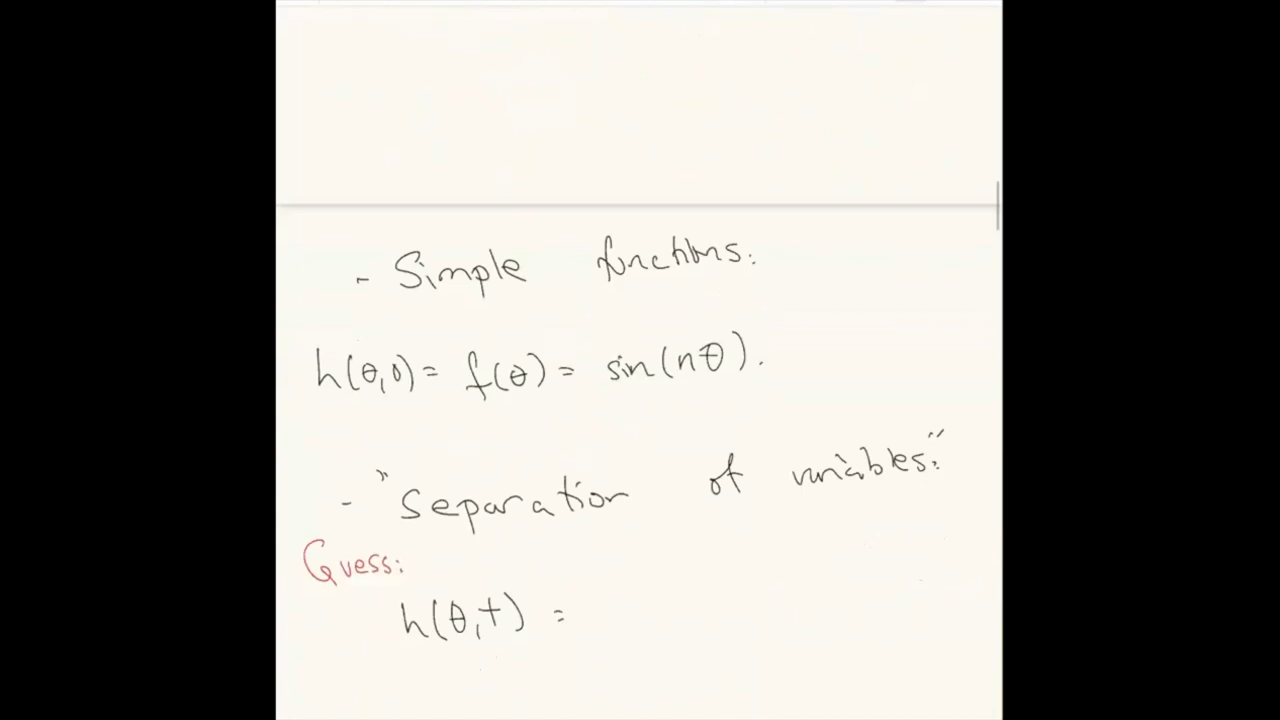 - Simple functions:
h(θ,0) = f(θ) = sin(nθ).
- "Separation of variables:"
Guess:
h(θ,t) =